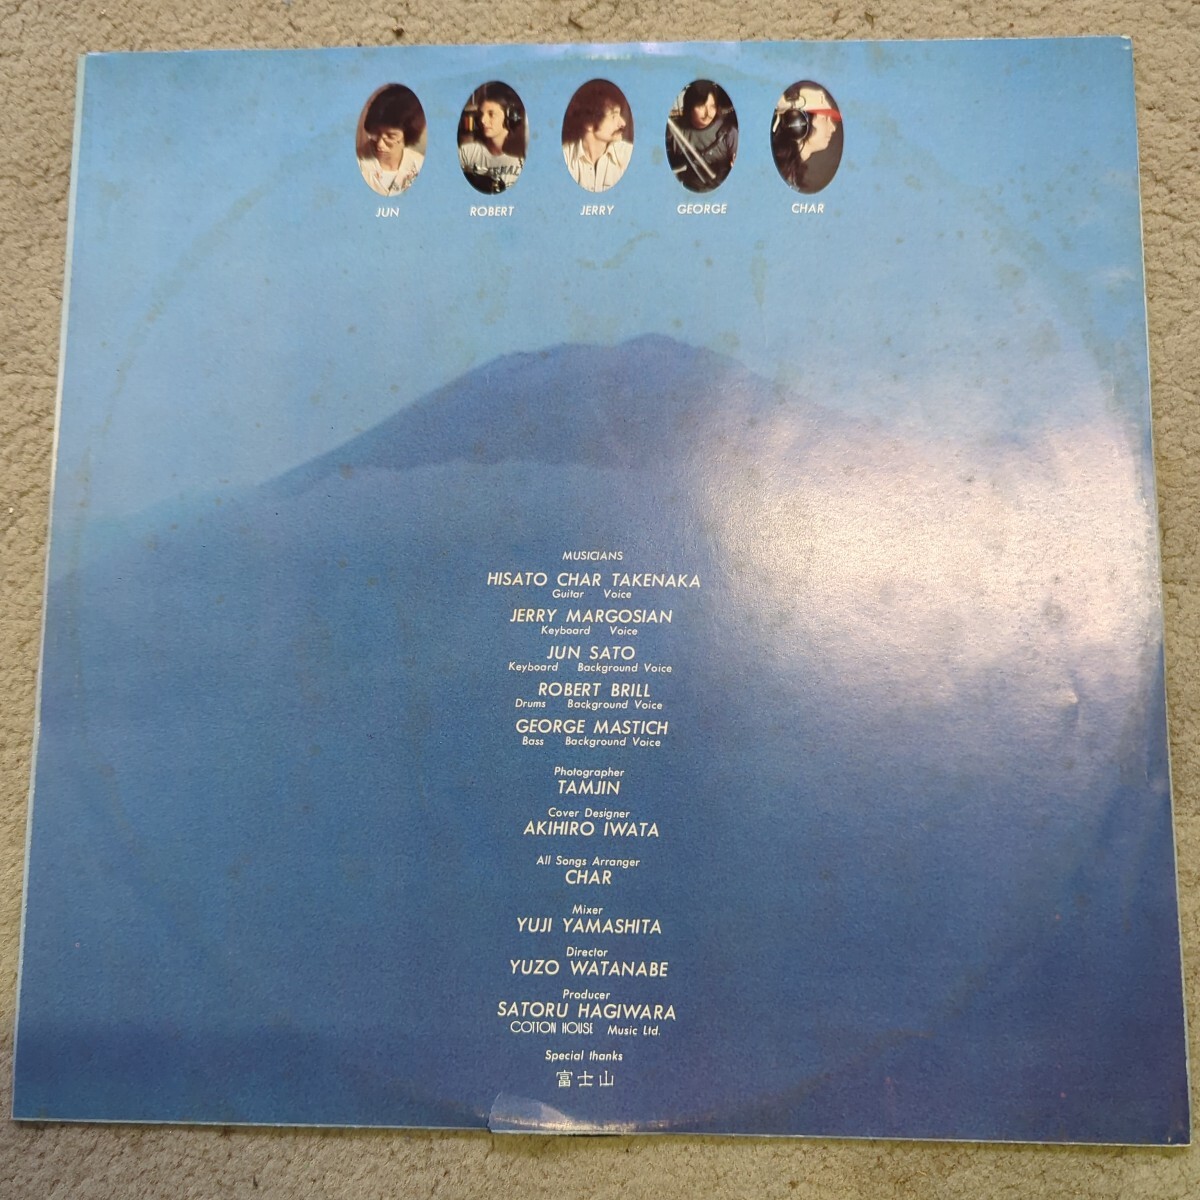 JUN ROBERT JERRY GEORGE CHAR
MUSICIANS
HISATO CHAR TAKENAKA
Guitar Voice
JERRY MARGOSIAN
Keyboard Voice
JUN SATO
Keyboard Background Voice
ROBERT BRILL
Drums Background Voice
GEORGE MASTICH
Bass Background Voice
Photographer
TAMJIN
Cover Designer
AKIHIRO IWATA
All Songs Arranger
CHAR
Mixer
YUJI YAMASHITA
Director
YUZO WATANABE
Producer
SATORU HAGIWARA
COTTON HOUSE Music Ltd.
Special thanks
富士山